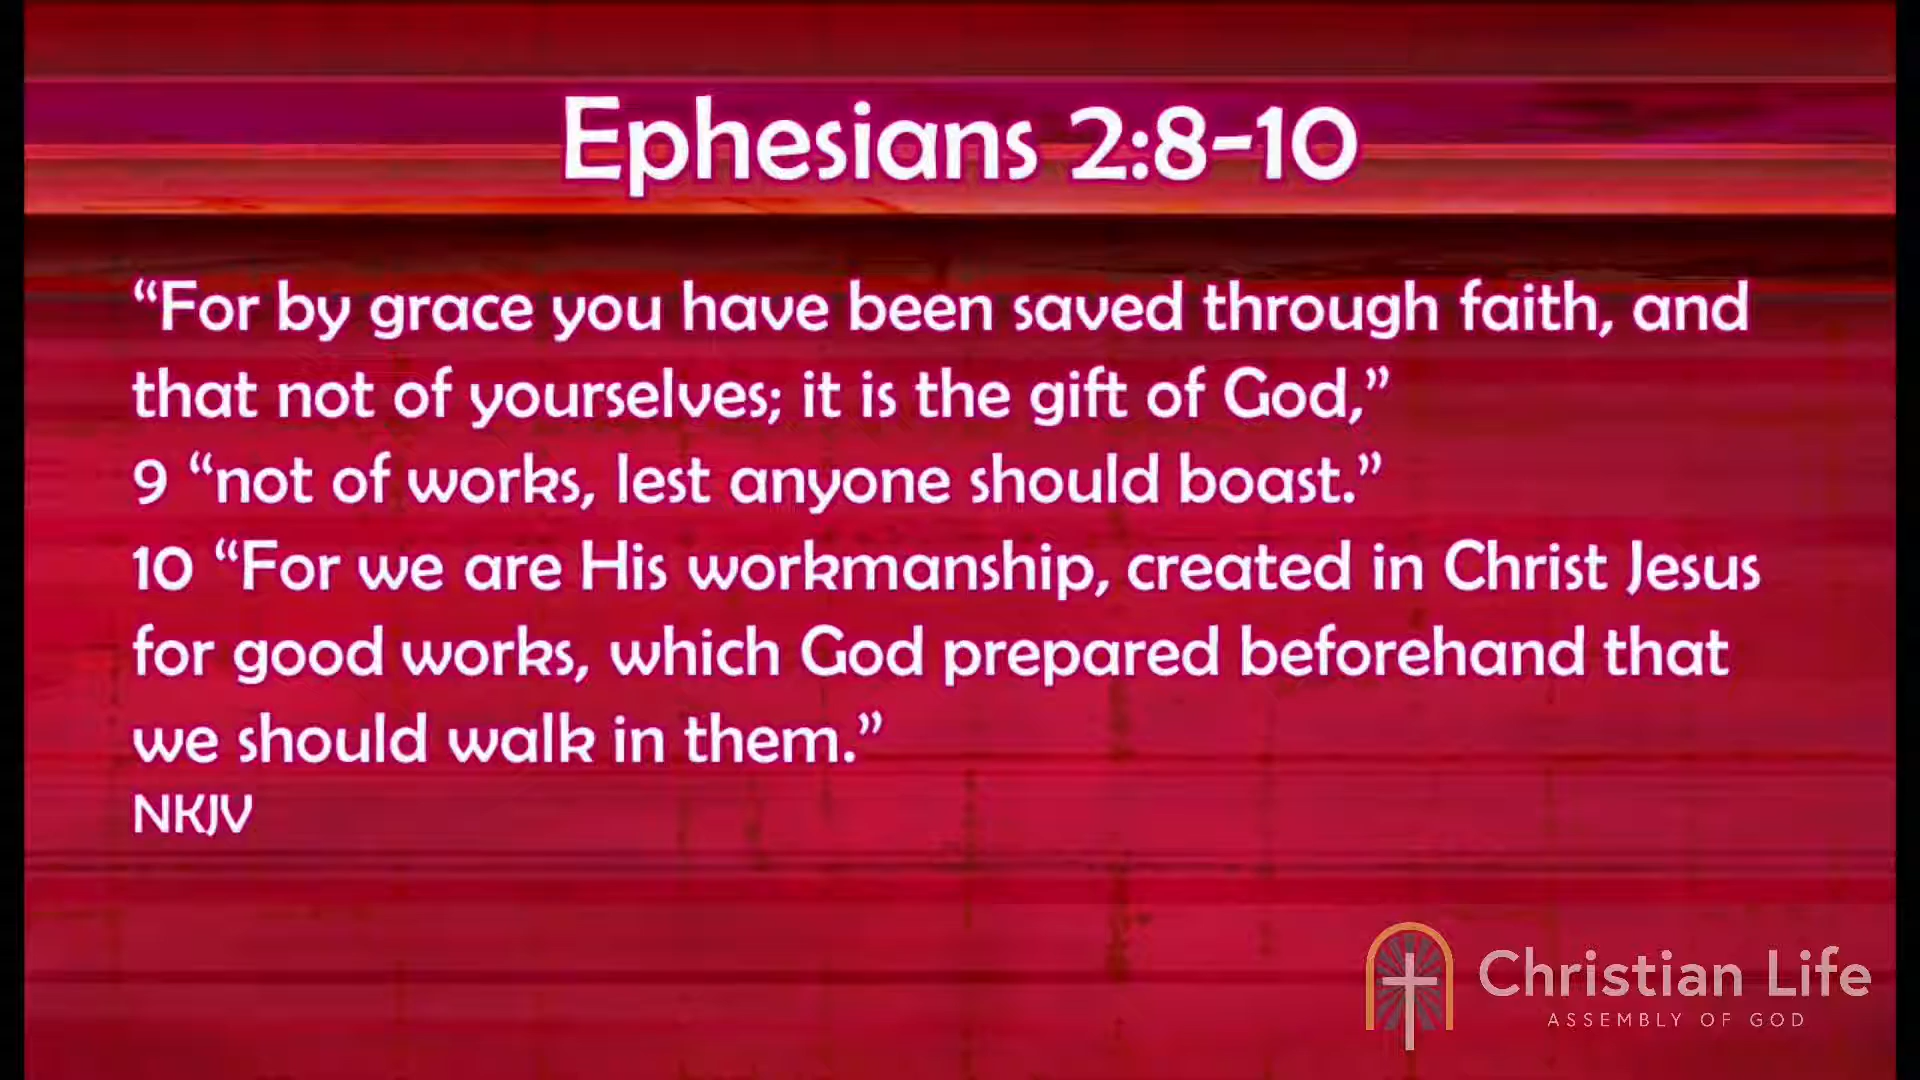 Ephesians 2:8-10
“For by grace you have been saved through faith, and
that not of yourselves; it is the gift of God,”
9 “not of works, lest anyone should boast.”
10 “For we are His workmanship, created in Christ Jesus
for good works, which God prepared beforehand that
we should walk in them.”
NKJV
Christian Life
ASSEMBLY OF GOD